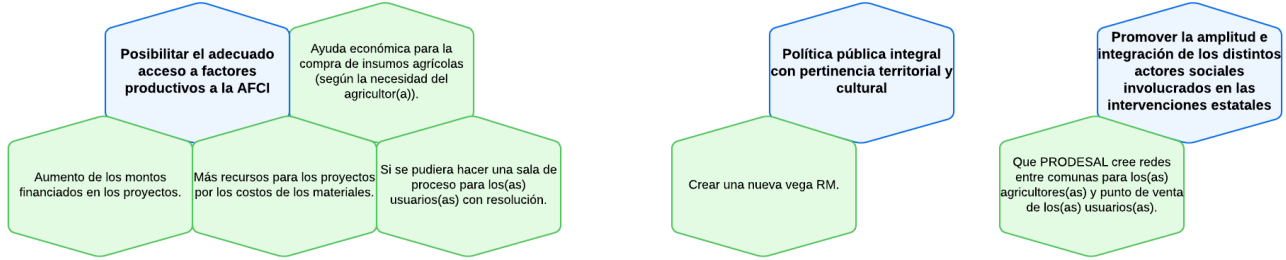 Posibilitar el adecuado
acceso a factores
productivos a la AFCI
Ayuda económica para la
compra de insumos agrícolas
(según la necesidad del
agricultor(a)).
Aumento de los montos
financiados en los proyectos.
Más recursos para los proyectos
por los costos de los materiales.
Si se pudiera hacer una sala de
proceso para los(as)
usuarios(as) con resolución.
Política pública integral
con pertinencia territorial y
cultural
Crear una nueva vega RM.
Promover la amplitud e
integración de los distintos
actores sociales
involucrados en las
intervenciones estatales
Que PRODESAL cree redes
entre comunas para los(as)
agricultores(as) y punto de venta
de los(as) usuarios(as).